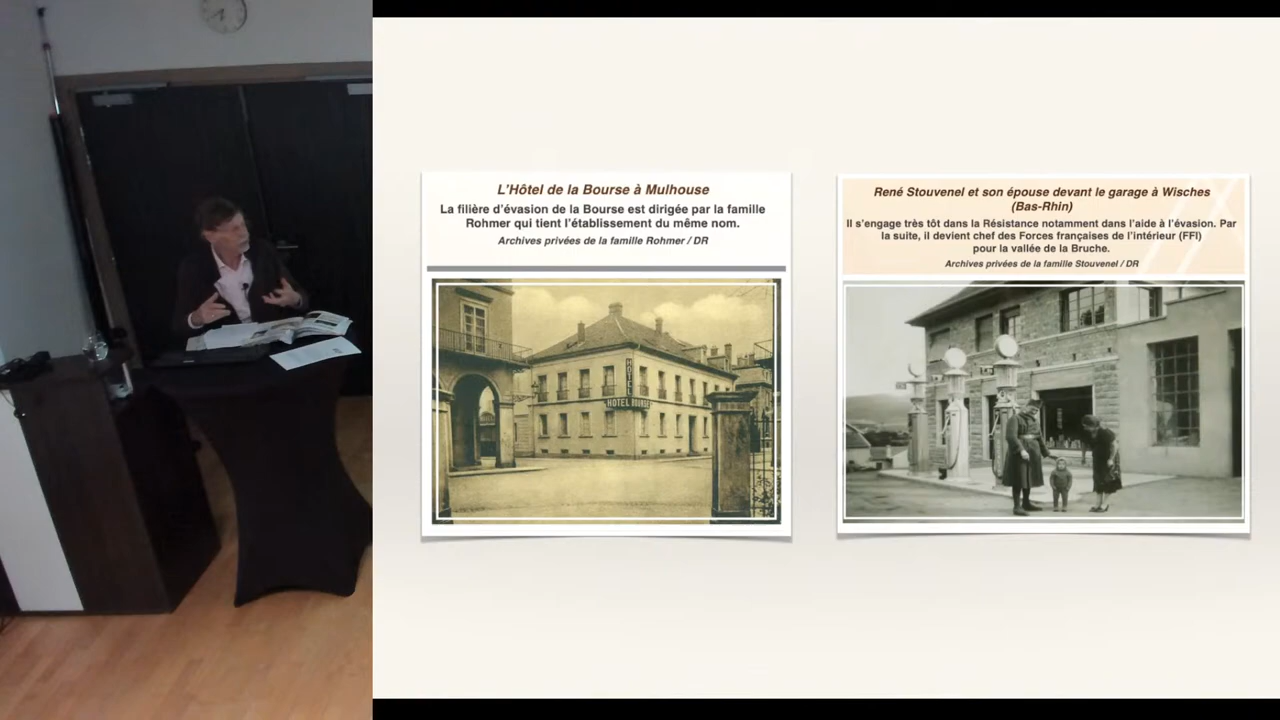 L'Hôtel de la Bourse à Mulhouse
La filière d'évasion de la Bourse est dirigée par la famille
Rohmer qui tient l'établissement du même nom.
Archives privées de la famille Rohmer / DR
HOTEL
HOTEL BOURSE
René Stouvenel et son épouse devant le garage à Wisches
(Bas-Rhin)
Il s'engage très tôt dans la Résistance notamment dans l'aide à l'évasion. Par
la suite, il devient chef des Forces françaises de l'intérieur (FFI)
pour la vallée de la Bruche.
Archives privées de la famille Stouvenel / DR